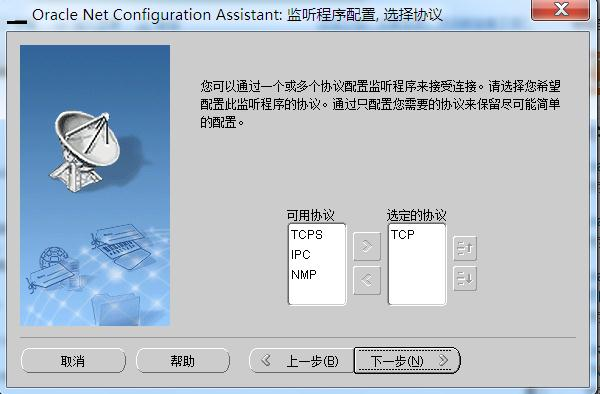 Oracle Net Configuration Assistant: 监听程序配置, 选择协议
您可以通过一个或多个协议配置监听程序来接受连接。请选择您希望
配置此监听程序的协议。通过只配置您需要的协议来保留尽可能简单
的配置。
可用协议
选定的协议
TCPS
IPC
NMP
TCP
取消
帮助
上一步(B)
下一步(N)